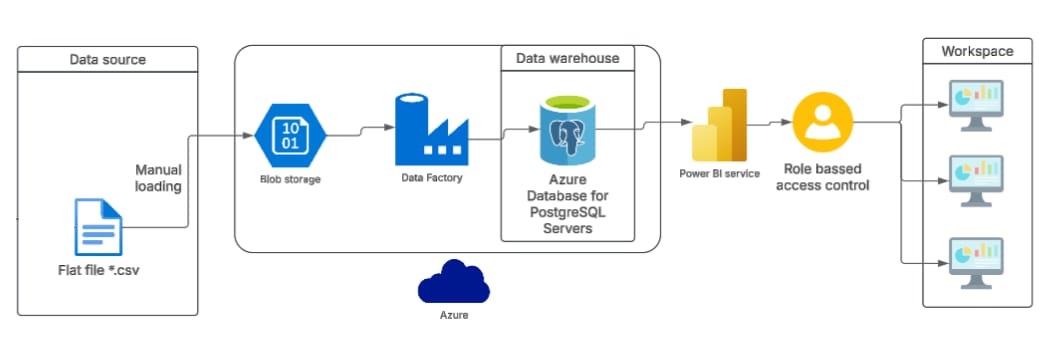 Data source
Manual
loading
Flat file *.csv
10
01
Blob storage
Data Factory
Data warehouse
Azure
Database for
PostgreSQL
Servers
Azure
Power BI service
Role bassed
access control
Workspace